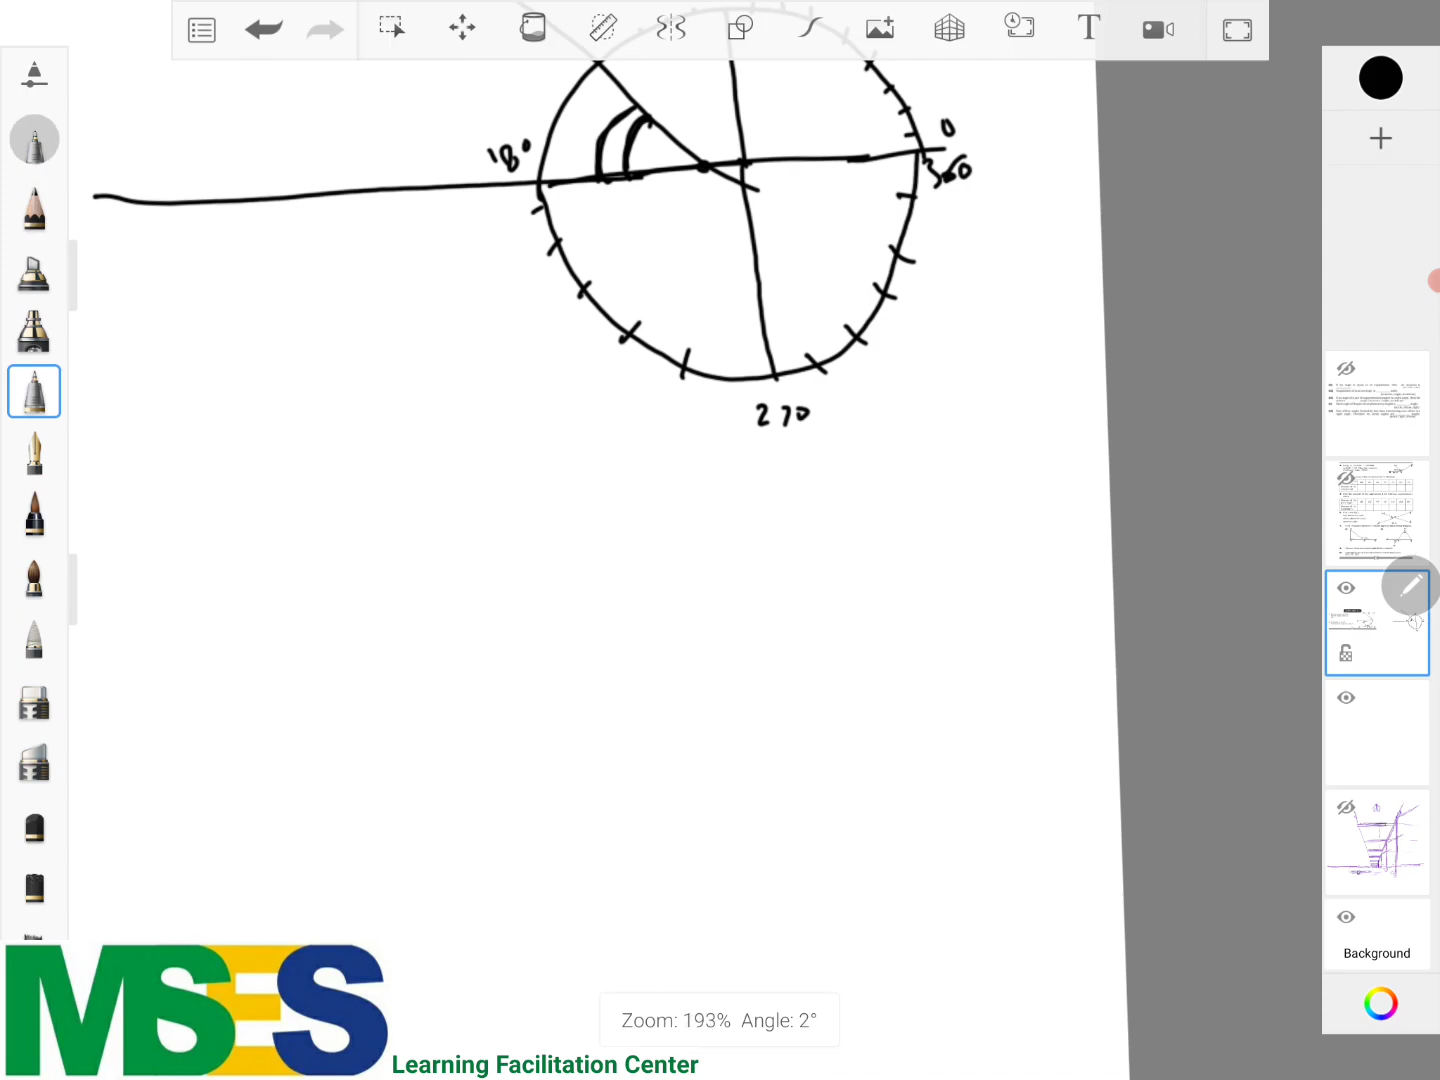 T
18°
0
360
270
Zoom: 193% Angle: 2°
Background
MSES
Learning Facilitation Center